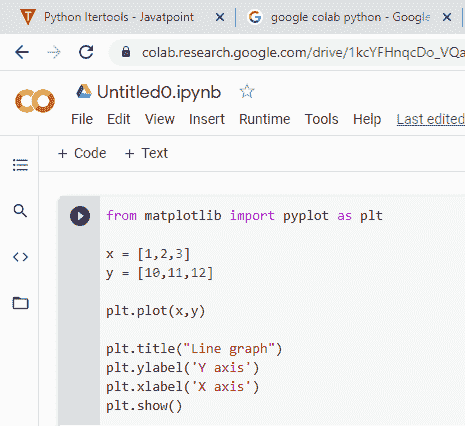 Python Itertools - Javatpoint
google colab python - Google
colab.research.google.com/drive/1kcYFHnqcDo_VQa
Untitled0.ipynb
File Edit View Insert Runtime Tools Help Last edited
+ Code + Text
from matplotlib import pyplot as plt
x = [1,2,3]
y = [10,11,12]
plt.plot(x,y)
plt.title("Line graph")
plt.ylabel('Y axis')
plt.xlabel('X axis')
plt.show()